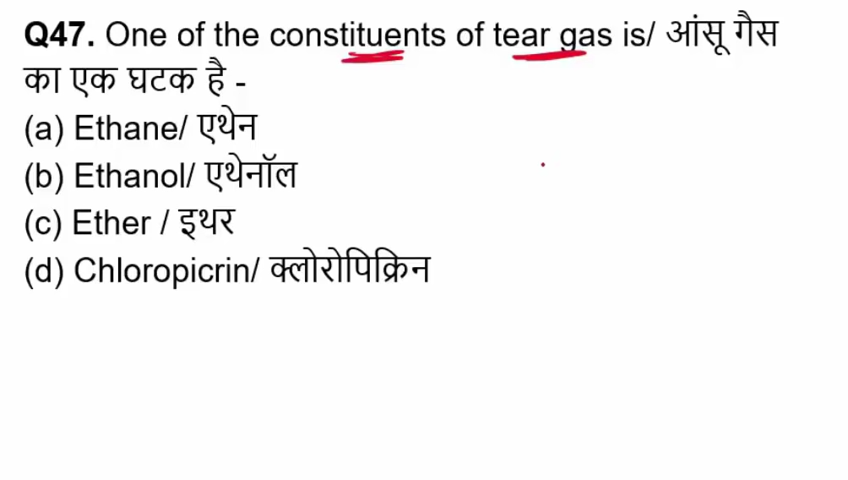 Q47. One of the constituents of tear gas is/ आंसू गैस
का एक घटक है -
(a) Ethane/ एथेन
(b) Ethanol/ एथेनॉल
(c) Ether / इथर
(d) Chloropicrin/ क्लोरोपिक्रिन